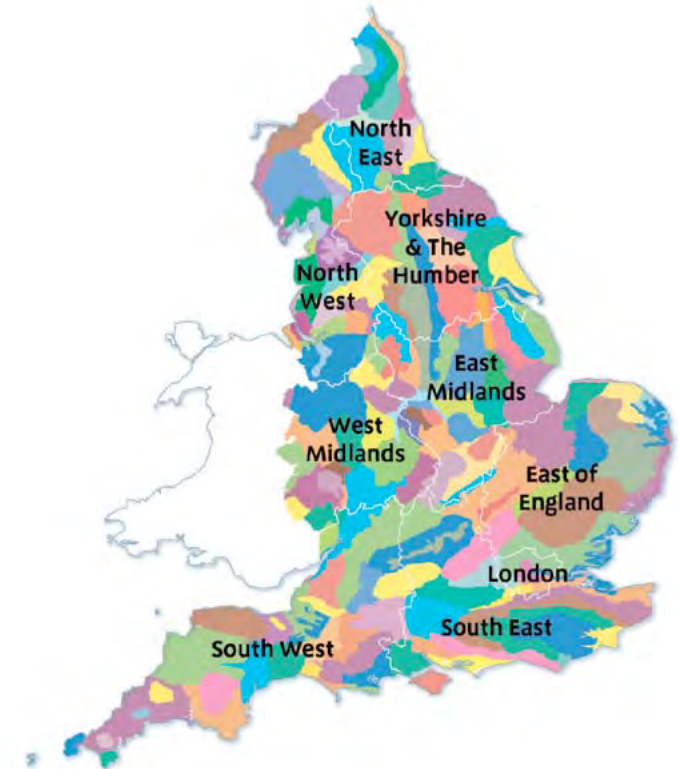 North
East
Yorkshire
& The
Humber
North
West
East
Midlands
West
Midlands
East of
England
London
South East
South West